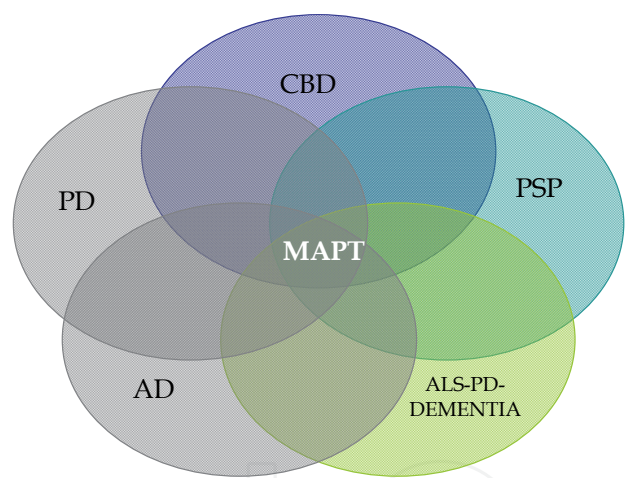 CBD
PD
PSP
MAPT
AD
ALS-PD-
DEMENTIA